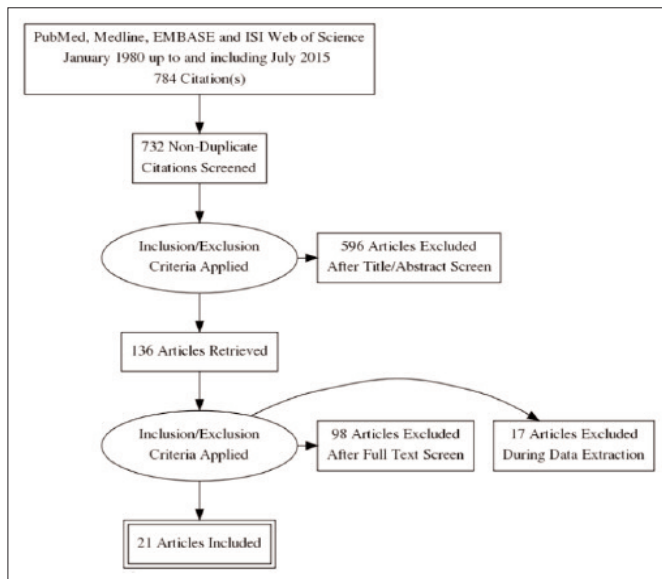 PubMed, Medline, EMBASE and ISI Web of Science
January 1980 up to and including July 2015
784 Citation(s)
732 Non-Duplicate
Citations Screened
Inclusion/Exclusion
Criteria Applied
596 Articles Excluded
After Title/Abstract Screen
136 Articles Retrieved
Inclusion/Exclusion
Criteria Applied
98 Articles Excluded
After Full Text Screen
17 Articles Excluded
During Data Extraction
21 Articles Included